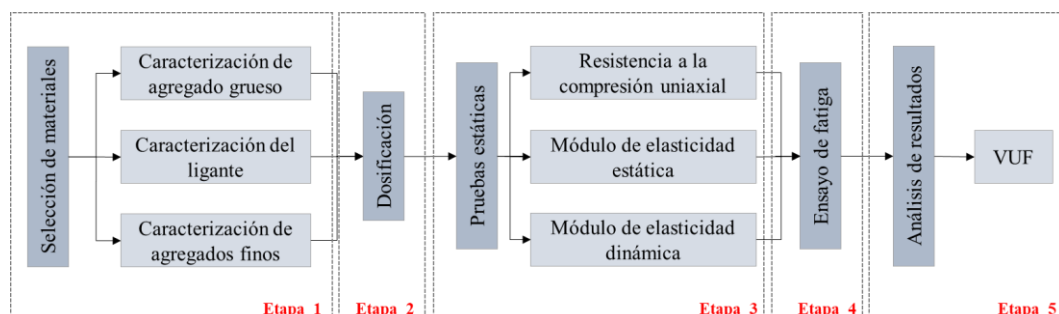 Selección de materiales
Caracterización de
agregado grueso
Caracterización del
ligante
Caracterización de
agregados finos
Etapa 1
Dosificación
Etapa 2
Pruebas estáticas
Resistencia a la
compresión uniaxial
Módulo de elasticidad
estática
Módulo de elasticidad
dinámica
Etapa 3
Ensayo de fatiga
Etapa 4
Análisis de resultados
VUF
Etapa 5